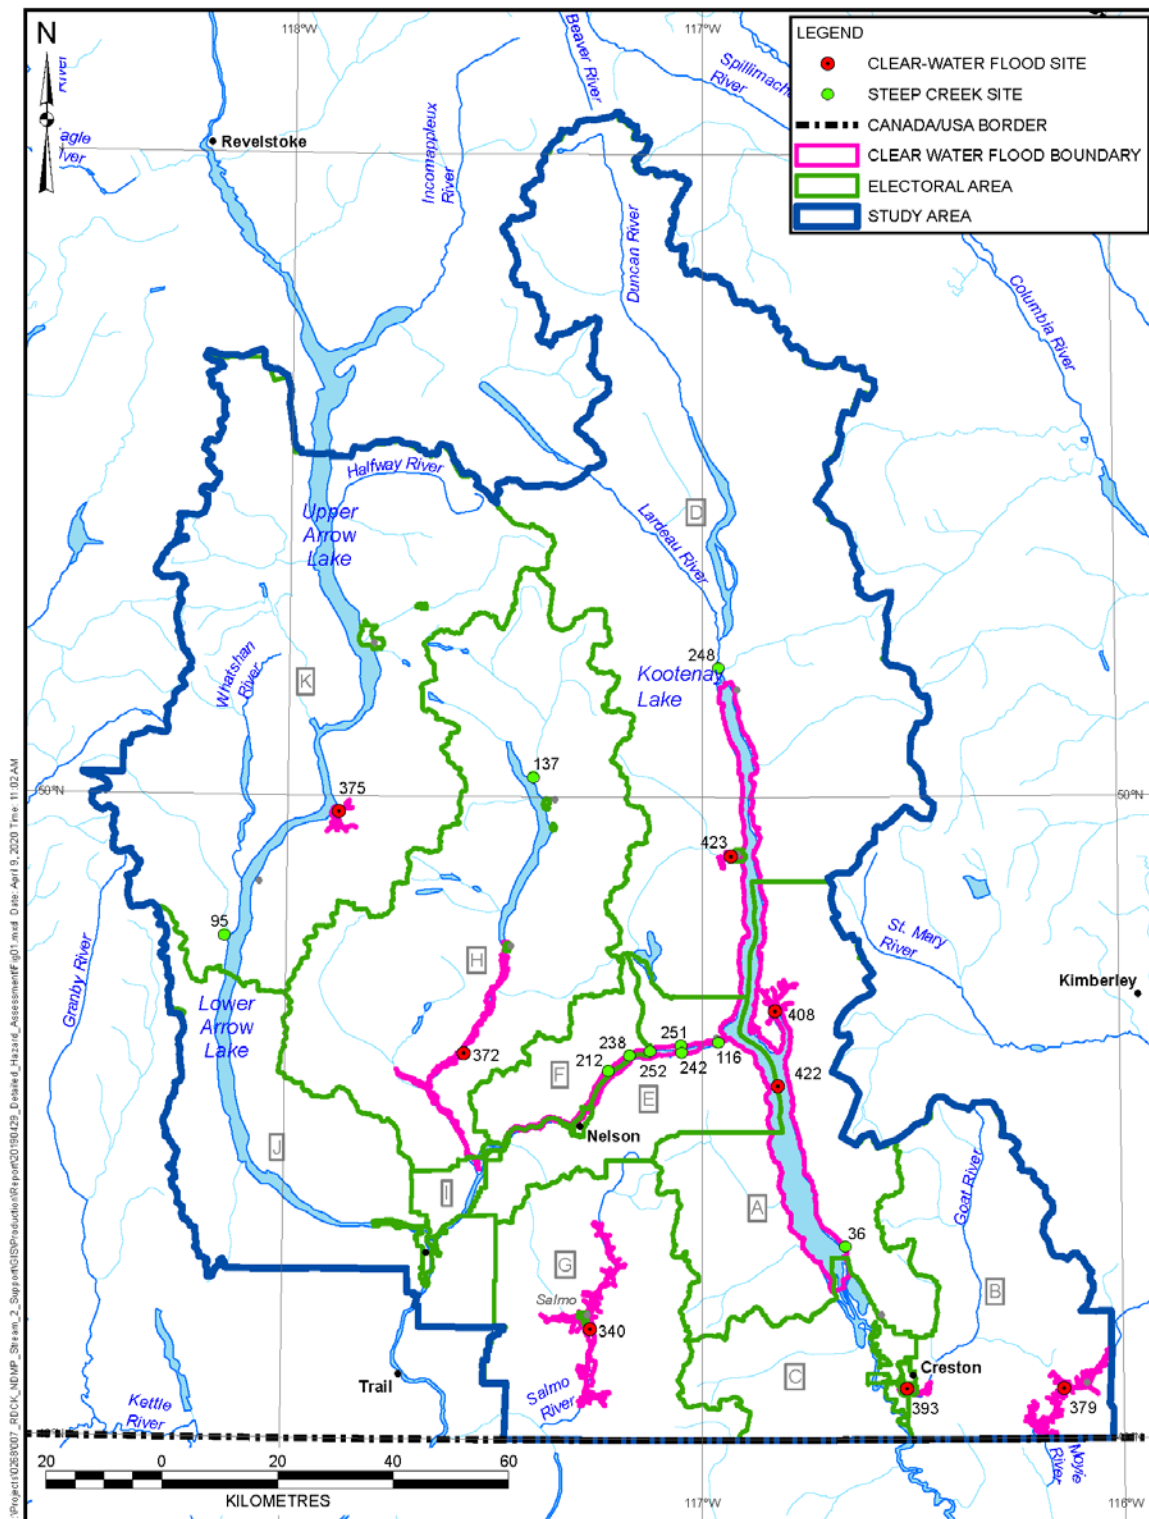 N
118°W
117°W
LEGEND
CLEAR-WATER FLOOD SITE
STEEP CREEK SITE
CANADA/USA BORDER
CLEAR WATER FLOOD BOUNDARY
ELECTORAL AREA
STUDY AREA
River
agle
Beaver River
River
Revelstoke
Incomappleux
River
Duncan River
Columbia River
Halfway River
Upper
Arrow
Lake
D
Lardeau River
Whatshan
River
K
248
Kootenay
Lake
137
50°N
375
50°N
423
95
H
St. Mary
River
Granby River
Kimberley
Lower
Arrow
Lake
408
372
238
251
116
212
252
242
422
F
E
Nelson
J
I
A
Goat River
36
G
B
Salmo
340
C
Creston
Trail
Salmo
River
393
379
Kettle
River
Moyie
River
20
0
20
40
60
KILOMETRES
117°W
116°W